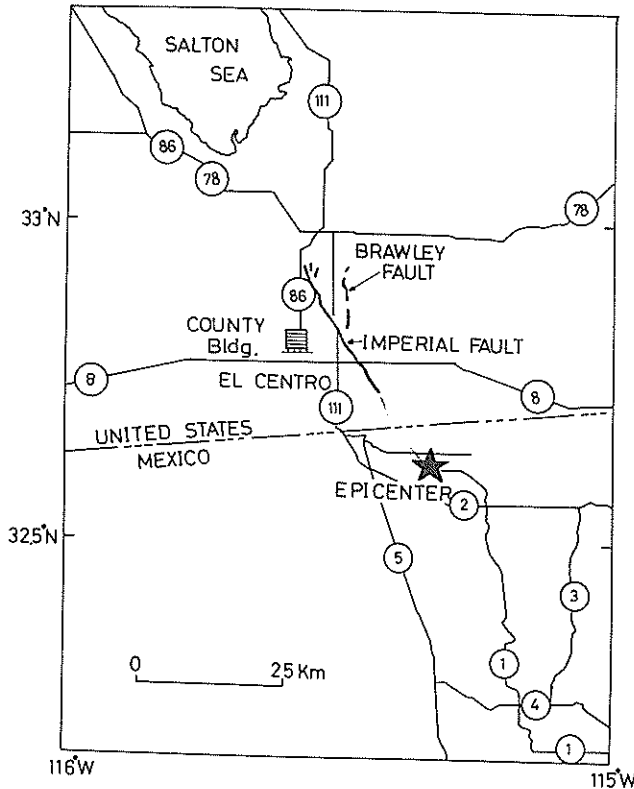 SALTON
SEA
111
86
78
78
33°N
BRAWLEY
FAULT
86
COUNTY
Bldg.
IMPERIAL FAULT
8
EL CENTRO
8
111
UNITED STATES
MEXICO
EPICENTER
2
32.5°N
5
3
0 25 Km
1
4
1
116°W 115°W